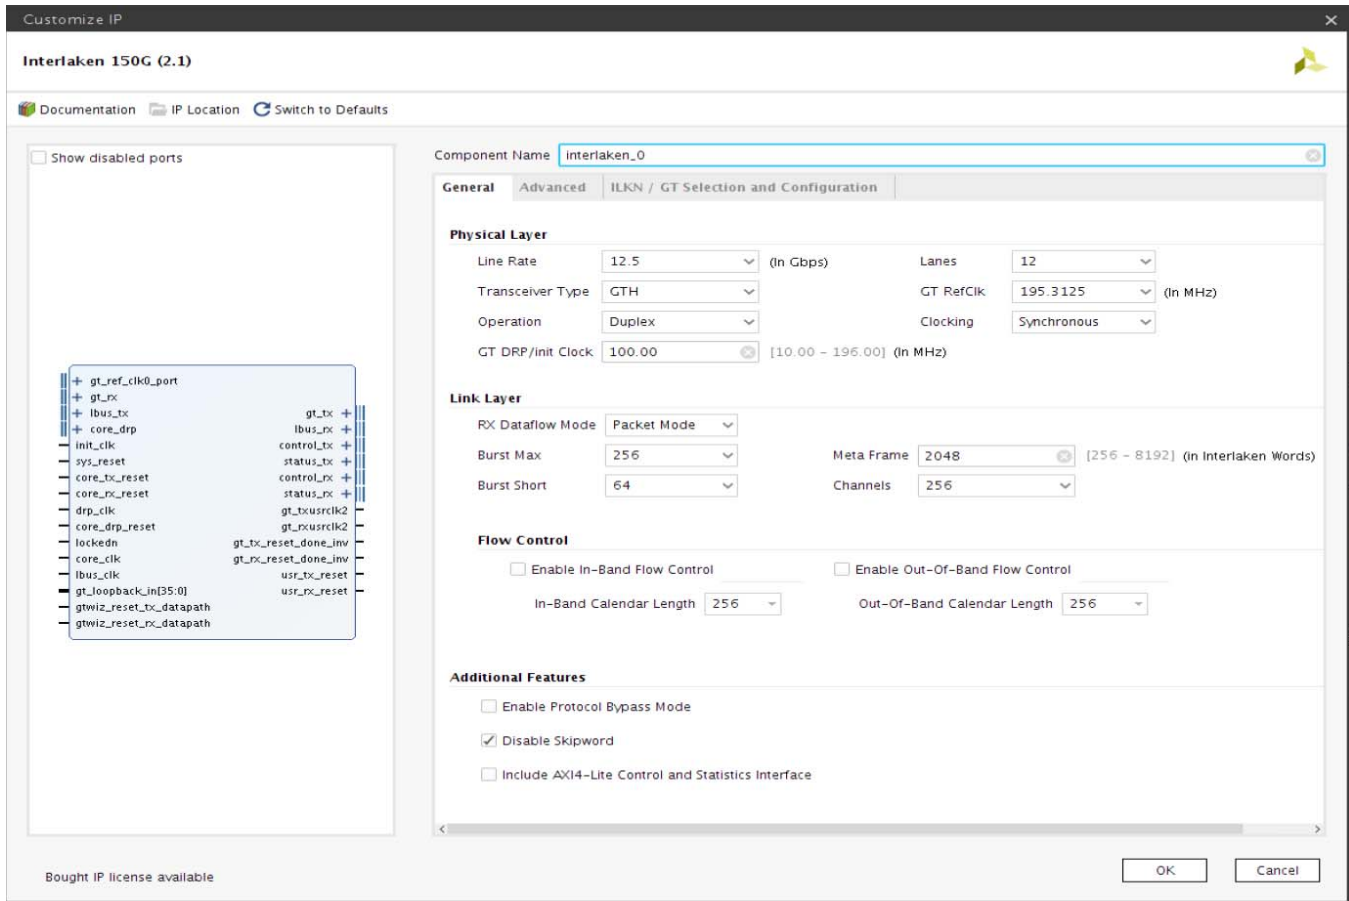 Customize IP
Interlaken 150G (2.1)
Documentation IP Location Switch to Defaults
Show disabled ports
Component Name interlaken_0
General Advanced ILKN / GT Selection and Configuration
Physical Layer
Line Rate 12.5 (In Gbps) Lanes 12
Transceiver Type GTH GT RefClk 195.3125 (In MHz)
Operation Duplex Clocking Synchronous
GT DRP/init Clock 100.00 [10.00 - 196.00] (In MHz)
Link Layer
RX Dataflow Mode Packet Mode
Burst Max 256 Meta Frame 2048 [256 - 8192] (in Interlaken Words)
Burst Short 64 Channels 256
Flow Control
Enable In-Band Flow Control Enable Out-Of-Band Flow Control
In-Band Calendar Length 256 Out-Of-Band Calendar Length 256
Additional Features
Enable Protocol Bypass Mode
Disable Skipword
Include AXI4-Lite Control and Statistics Interface
gt_ref_clk0_port
gt_rx
lbus_tx gt_tx
core_drp lbus_rx
init_clk control_tx
sys_reset status_tx
core_tx_reset control_rx
core_rx_reset status_rx
drp_clk gt_txusrclk2
core_drp_reset gt_rxusrclk2
lockedn gt_tx_reset_done_inv
core_clk gt_rx_reset_done_inv
lbus_clk usr_tx_reset
gt_loopback_in[35:0] usr_rx_reset
gtwiz_reset_tx_datapath
gtwiz_reset_rx_datapath
Bought IP license available
OK Cancel